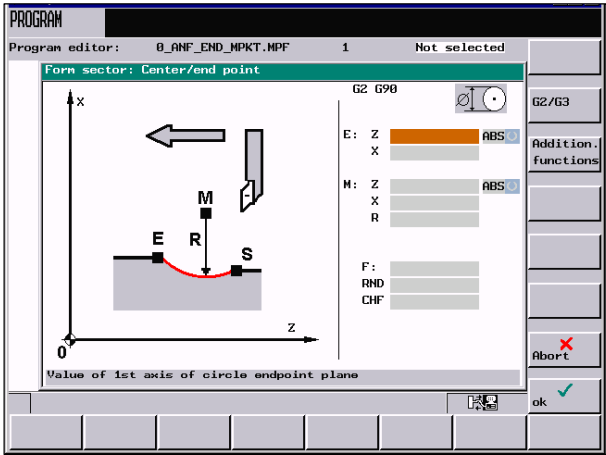 PROGRAM
Program editor: 0_ANF_END_MPKT.MPF 1 Not selected
Form sector: Center/end point
G2 G90
G2/G3
Addition.
functions
X
E: Z ABS
X
M: Z ABS
X
R
M
E R S
F:
RND
CHF
Z
0
Abort
Value of 1st axis of circle endpoint plane
ok